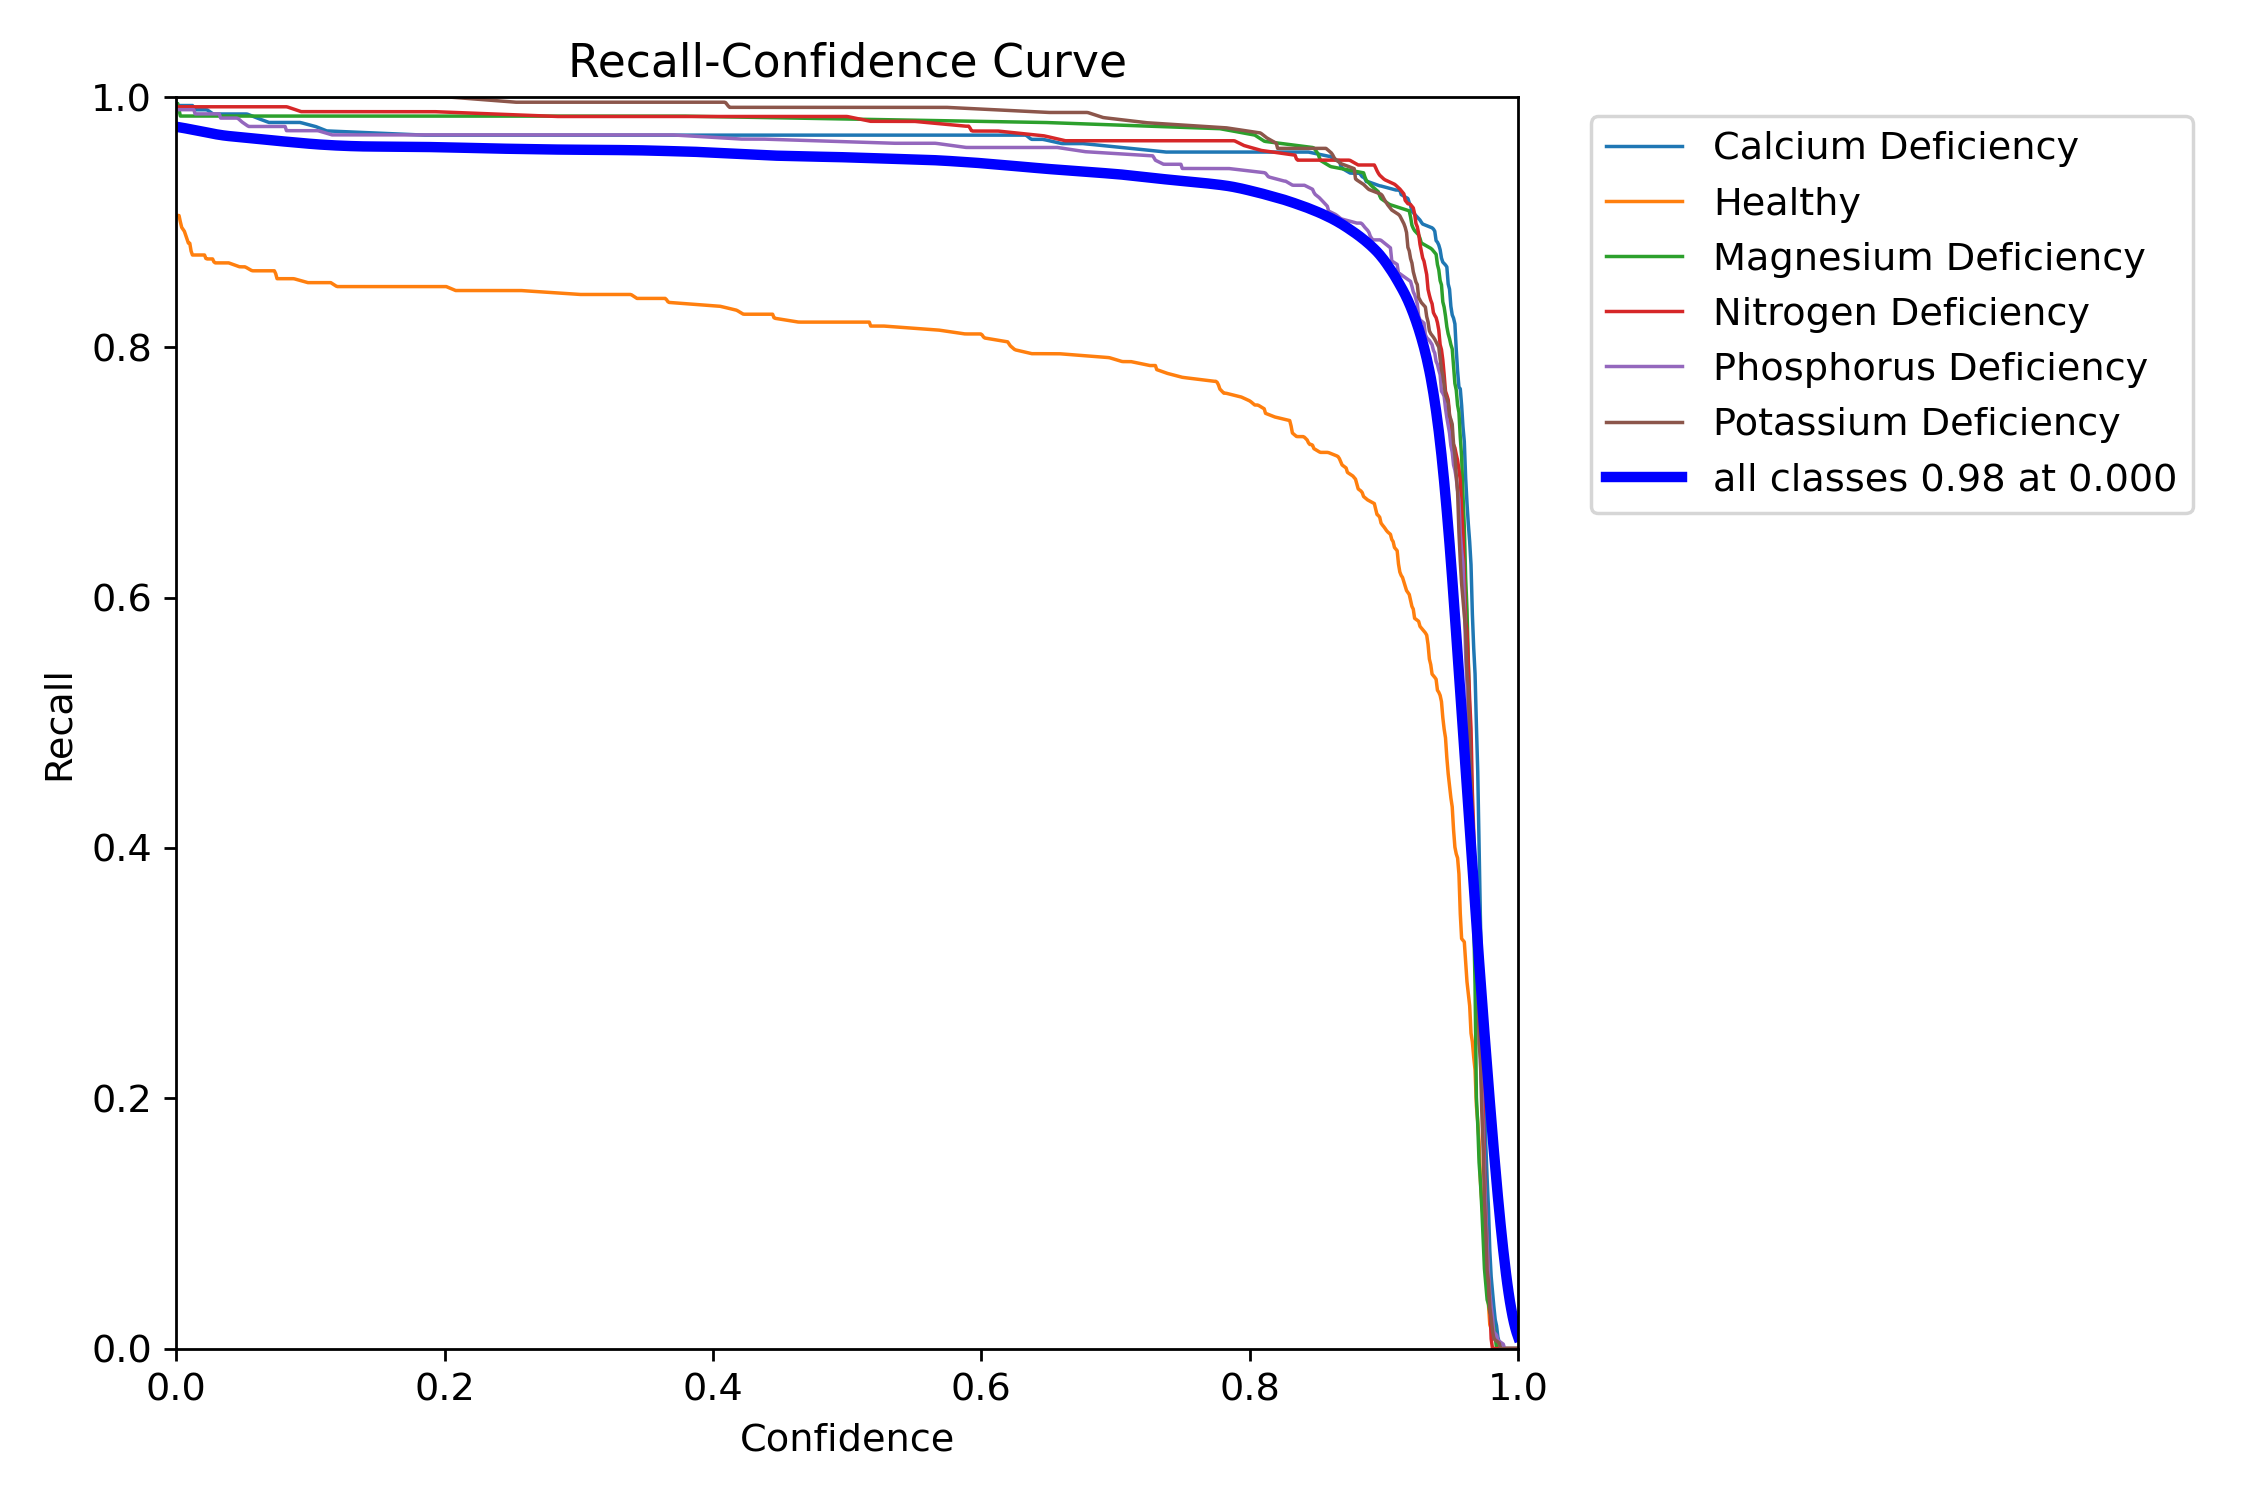 Recall-Confidence Curve
1.0
0.8
0.6
0.4
0.2
0.0
Recall
0.0 0.2 0.4 0.6 0.8 1.0
Confidence
Calcium Deficiency
Healthy
Magnesium Deficiency
Nitrogen Deficiency
Phosphorus Deficiency
Potassium Deficiency
all classes 0.98 at 0.000